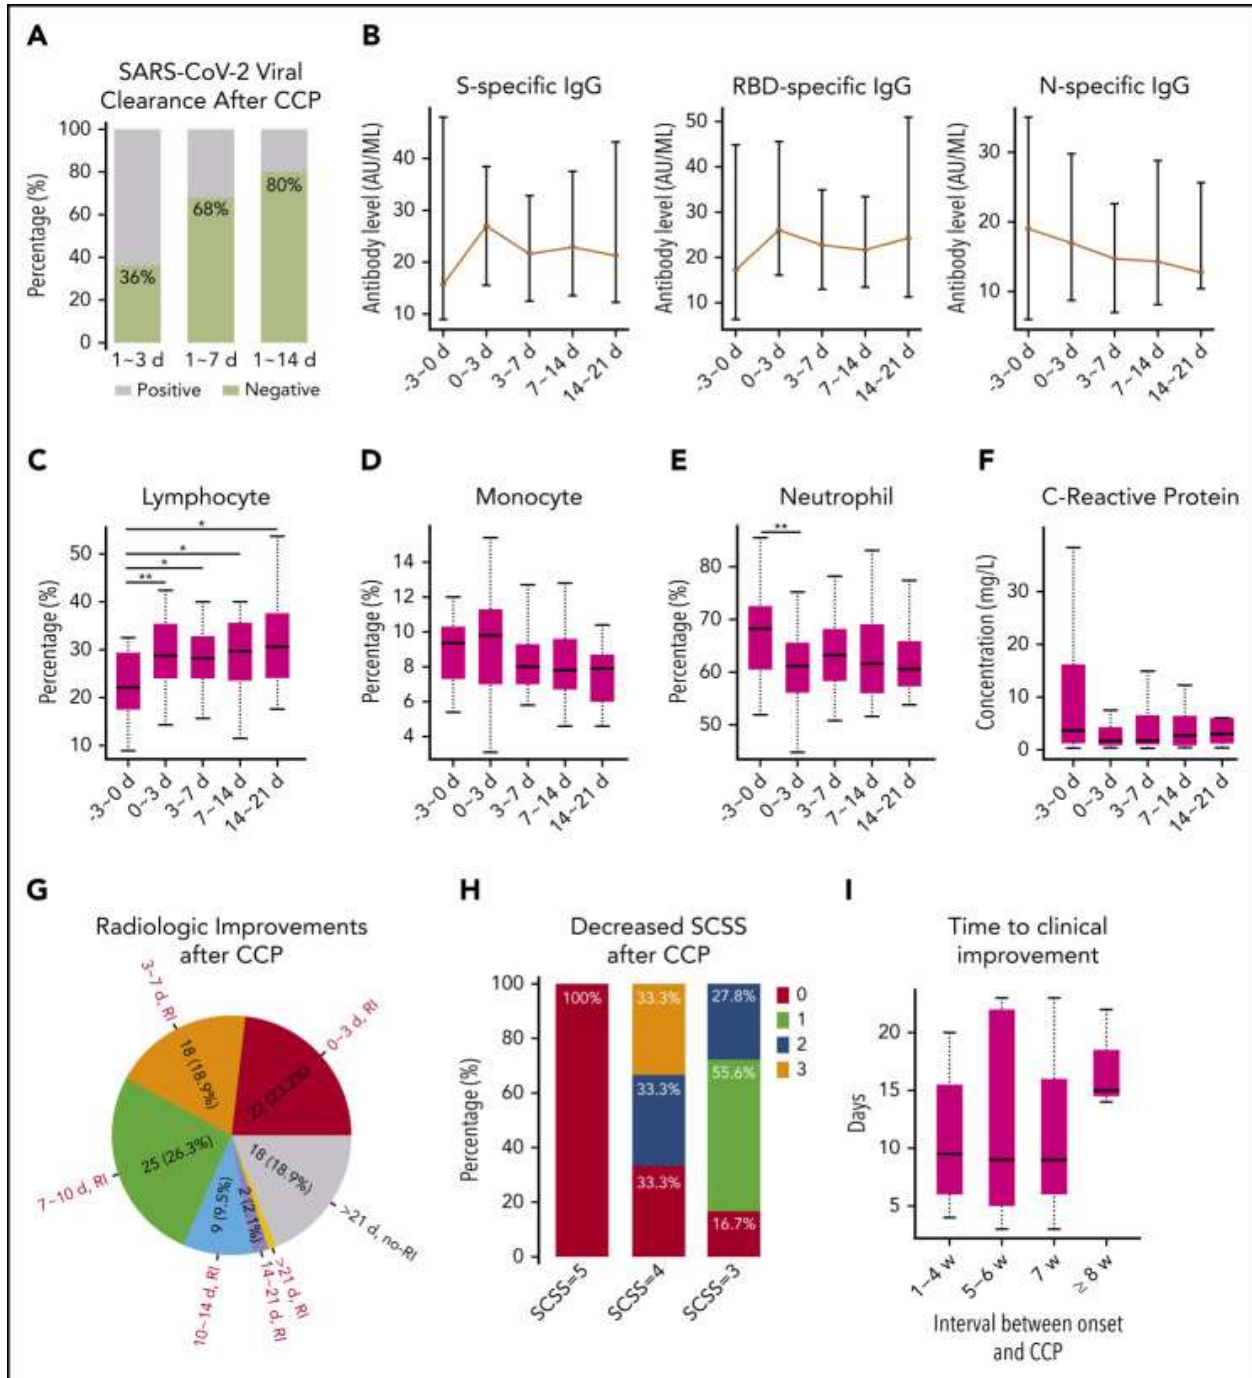 A
SARS-CoV-2 Viral
Clearance After CCP
Percentage (%)
100
80
60
40
20
0
36%
68%
80%
1~3 d
1~7 d
1~14 d
Positive
Negative
B
S-specific IgG
Antibody level (AU/ML)
40
30
20
10
-3~0 d
0~3 d
3~7 d
7~14 d
14~21 d
RBD-specific IgG
Antibody level (AU/ML)
50
40
30
20
10
-3~0 d
0~3 d
3~7 d
7~14 d
14~21 d
N-specific IgG
Antibody level (AU/ML)
30
20
10
-3~0 d
0~3 d
3~7 d
7~14 d
14~21 d
C
Lymphocyte
Percentage (%)
50
40
30
20
10
*
*
*
**
-3~0 d
0~3 d
3~7 d
7~14 d
14~21 d
D
Monocyte
Percentage (%)
14
12
10
8
6
4
-3~0 d
0~3 d
3~7 d
7~14 d
14~21 d
E
Neutrophil
Percentage (%)
80
70
60
50
**
-3~0 d
0~3 d
3~7 d
7~14 d
14~21 d
F
C-Reactive Protein
Concentration (mg/L)
30
20
10
0
-3~0 d
0~3 d
3~7 d
7~14 d
14~21 d
G
Radiologic Improvements
after CCP
3~7 d, RI
0~3 d, RI
18 (18.9%)
22 (23.2%)
25 (26.3%)
18 (18.9%)
9 (9.5%)
2 (2.1%)
7~10 d, RI
>21 d, no-RI
10~14 d, RI
14~21 d, RI
>21 d, RI
H
Decreased SCSS
after CCP
Percentage (%)
100
80
60
40
20
0
100%
33.3%
33.3%
33.3%
27.8%
55.6%
16.7%
0
1
2
3
SCSS=5
SCSS=4
SCSS=3
I
Time to clinical
improvement
Days
20
15
10
5
1~4 w
5~6 w
7 w
≥ 8 w
Interval between onset
and CCP